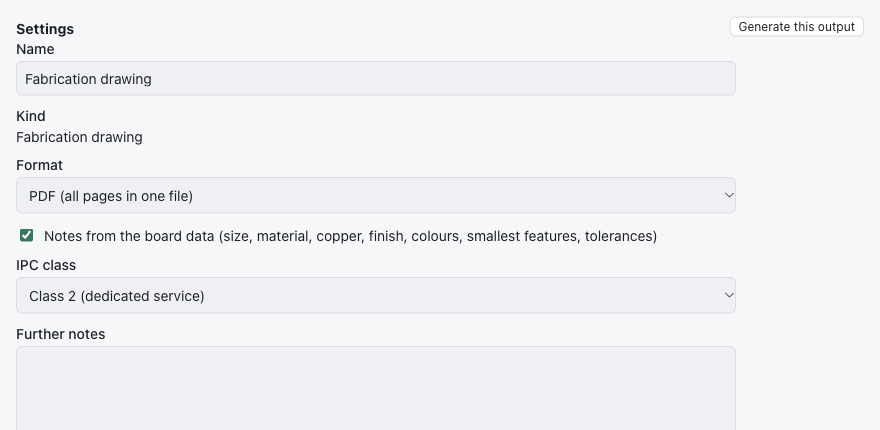 Settings
Generate this output
Name
Fabrication drawing
Kind
Fabrication drawing
Format
PDF (all pages in one file)
Notes from the board data (size, material, copper, finish, colours, smallest features, tolerances)
IPC class
Class 2 (dedicated service)
Further notes